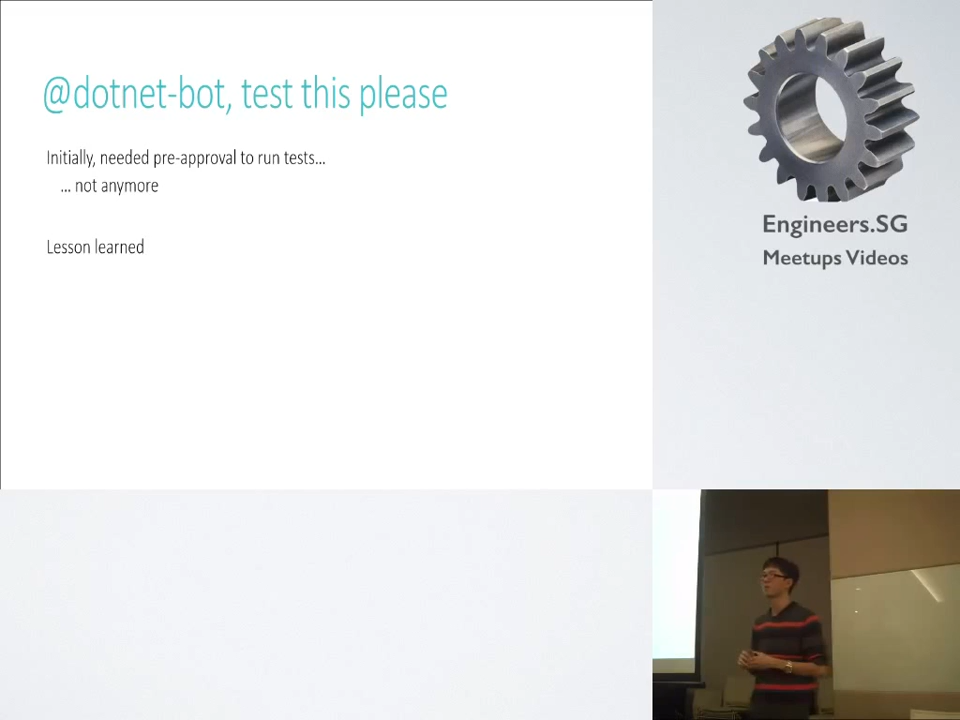 @dotnet-bot, test this please
Initially, needed pre-approval to run tests...
... not anymore
Lesson learned
Engineers.SG
Meetups Videos